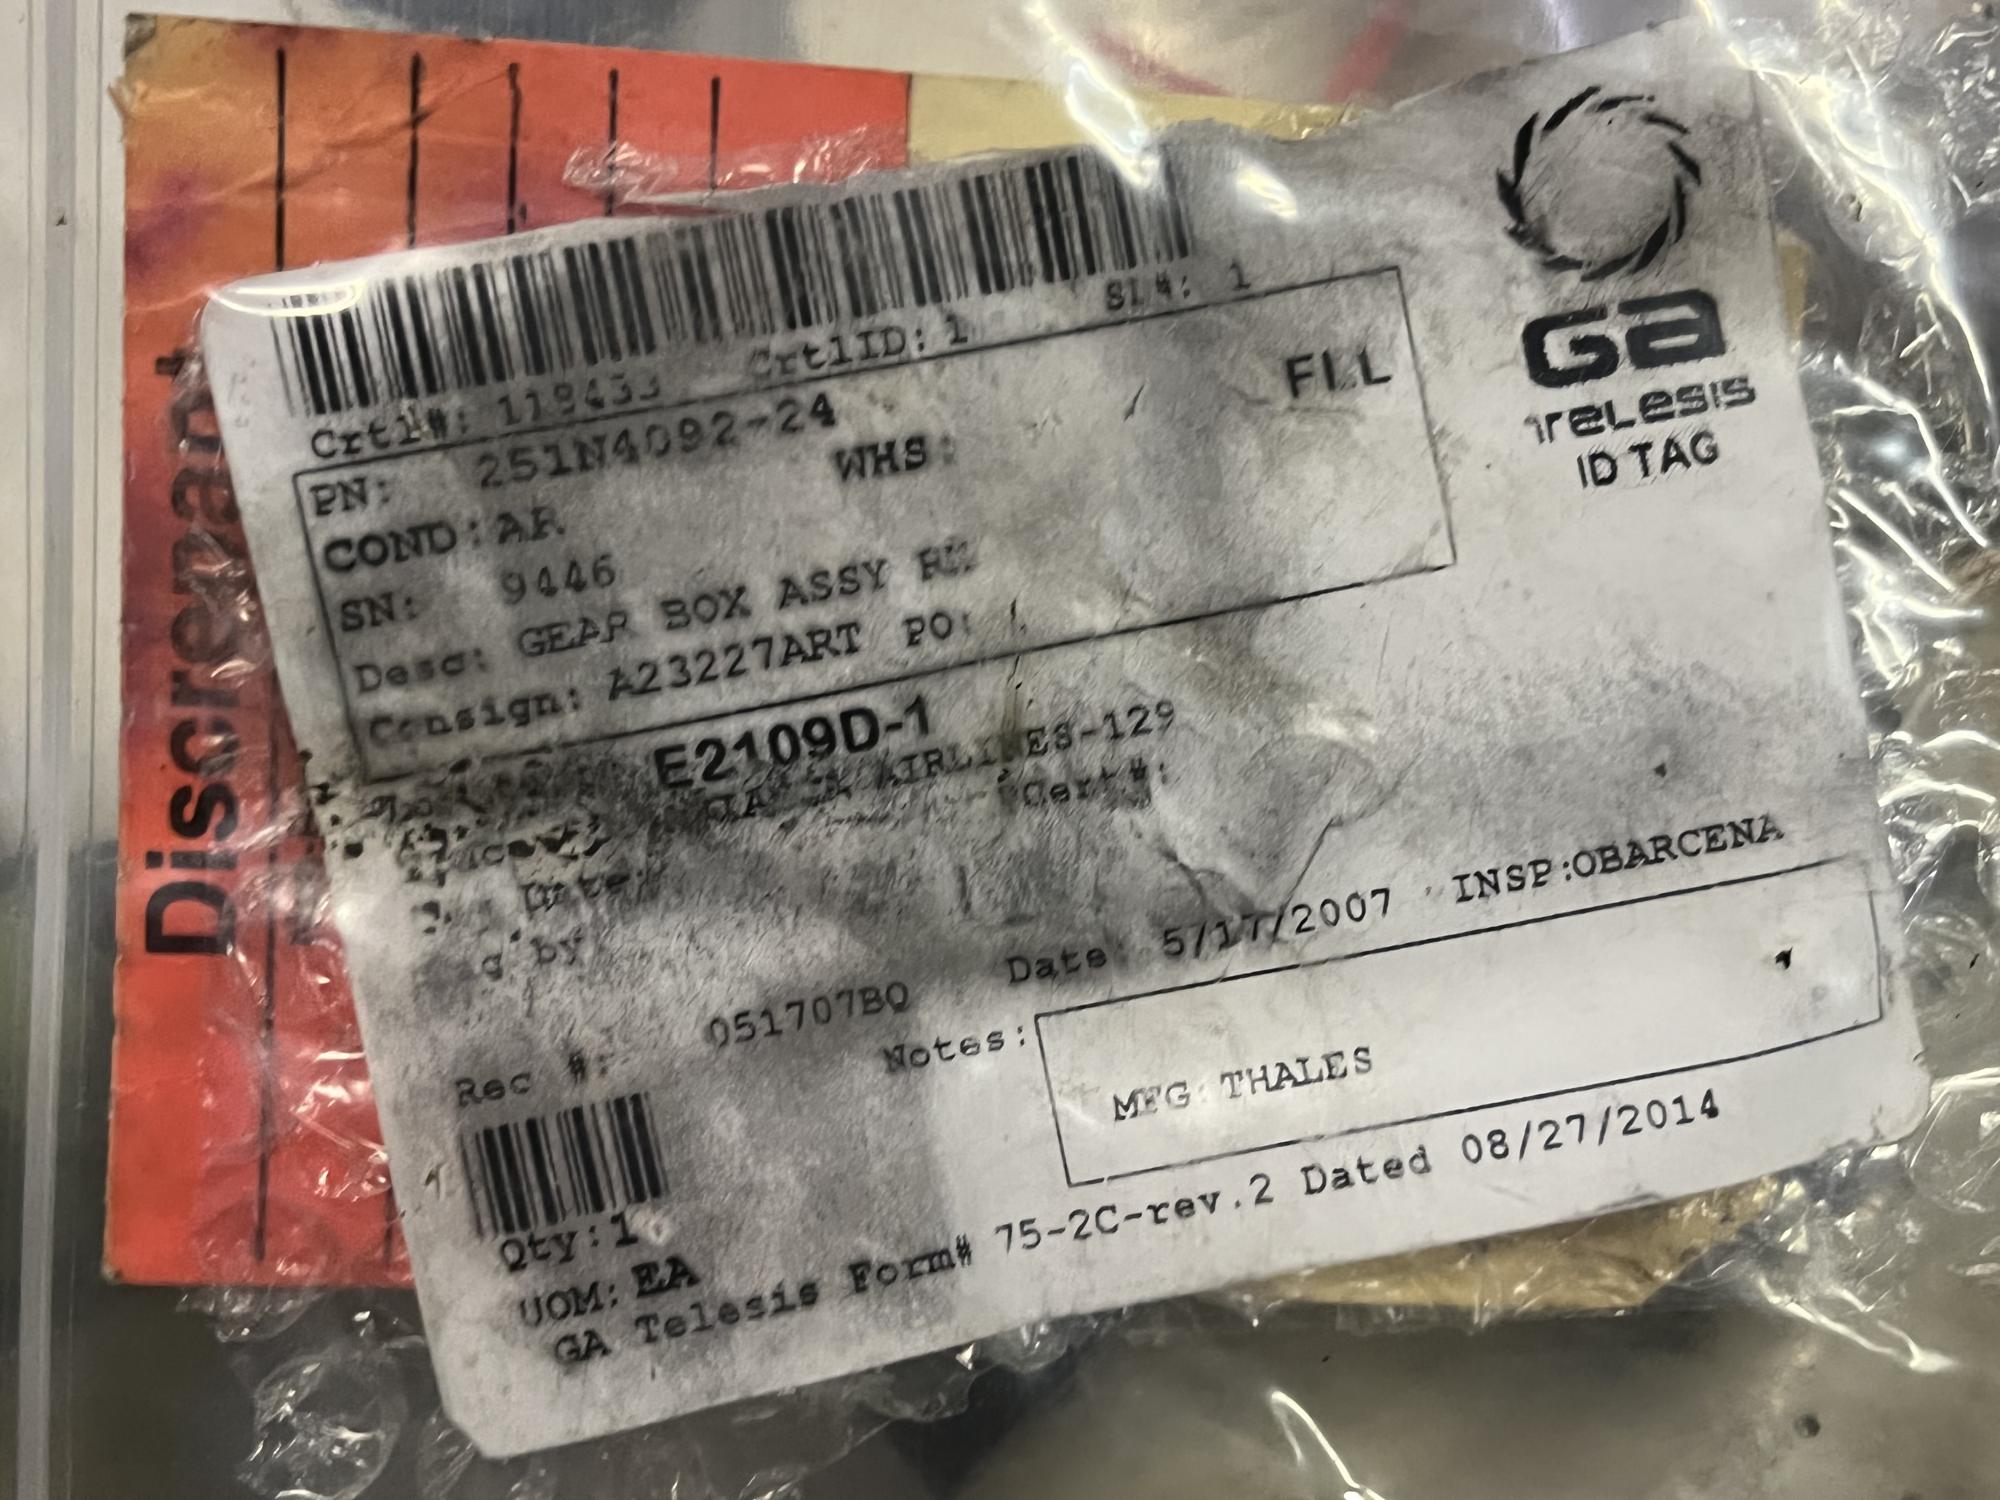 Discrepant
GA
TELESIS
ID TAG
Crtl#: 119433 CrtlID: 1 SL#: 1
PN: 251N4092-24 FLL
COND: AR WHS:
SN: 9446
Desc: GEAR BOX ASSY
Consign: A23227ART PO:
E2109D-1
AIRLINES-129
Cert#:
Date:
g by
Rec #: 051707BQ Date: 5/17/2007 INSP:OBARCENA
Notes:
MFG: THALES
Qty:1
UOM: EA
GA Telesis Form# 75-2C-rev.2 Dated 08/27/2014